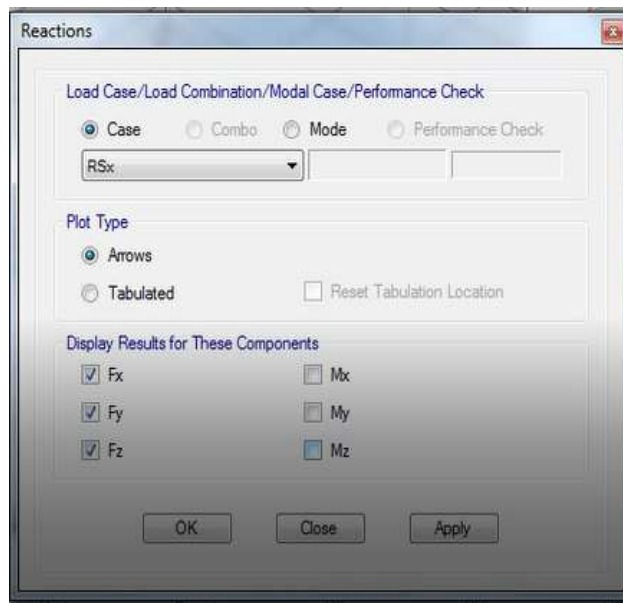 Reactions
Load Case/Load Combination/Modal Case/Performance Check
Case Combo Mode Performance Check
RSx
Plot Type
Arrows
Tabulated Reset Tabulation Location
Display Results for These Components
Fx Mx
Fy My
Fz Mz
OK Close Apply